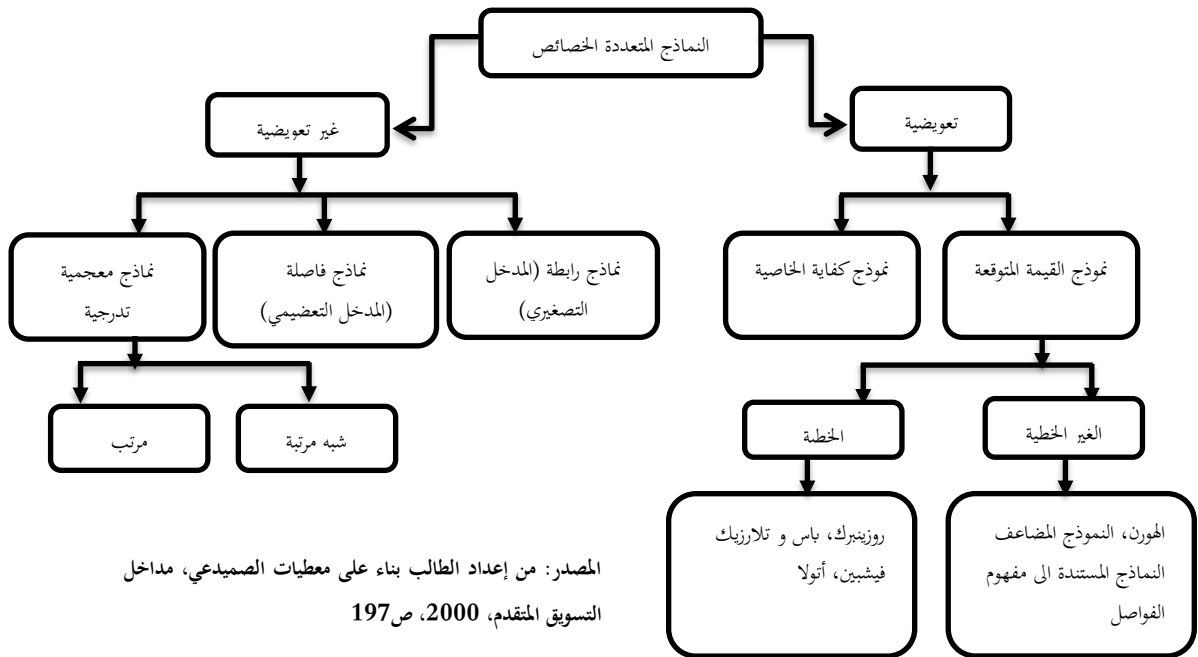 النماذج المتعددة الخصائص
تعويضية
غير تعويضية
نموذج القيمة المتوقعة
نموذج كفاية الخاصية
نماذج رابطة (المدخل
التصغيري)
نماذج فاصلة
(المدخل التعضيمي)
نماذج معجمية
تدرجية
الغير الخطية
الخطىة
شبه مرتبة
مرتب
الهورن، النموذج المضاعف
النماذج المستندة الى مفهوم
الفواصل
روزينبرك، باس و تلارزيك
فيشبين، أتولا
المصدر: من إعداد الطالب بناء على معطيات الصميدعي، مداخل
التسويق المتقدم، 2000، ص197